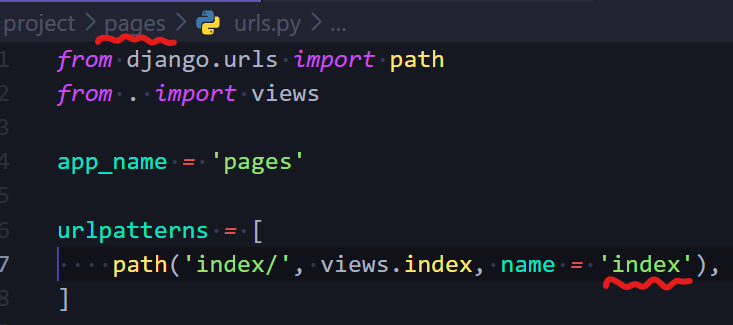 project > pages > urls.py > ...
1 from django.urls import path
2 from . import views
3
4 app_name = 'pages'
5
6 urlpatterns = [
7 path('index/', views.index, name = 'index'),
8 ]